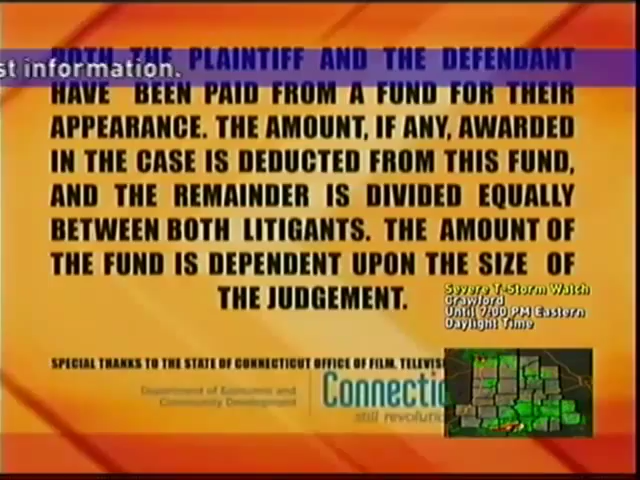 BOTH THE PLAINTIFF AND THE DEFENDANT
st information.
HAVE BEEN PAID FROM A FUND FOR THEIR
APPEARANCE. THE AMOUNT, IF ANY, AWARDED
IN THE CASE IS DEDUCTED FROM THIS FUND,
AND THE REMAINDER IS DIVIDED EQUALLY
BETWEEN BOTH LITIGANTS. THE AMOUNT OF
THE FUND IS DEPENDENT UPON THE SIZE OF
THE JUDGEMENT.
Severe T-Storm Watch
Crawford
Until 7:00 PM Eastern
Daylight Time
SPECIAL THANKS TO THE STATE OF CONNECTICUT OFFICE OF FILM, TELEVIS
Department of Economic and
Community Development
Connectic
still revolutio